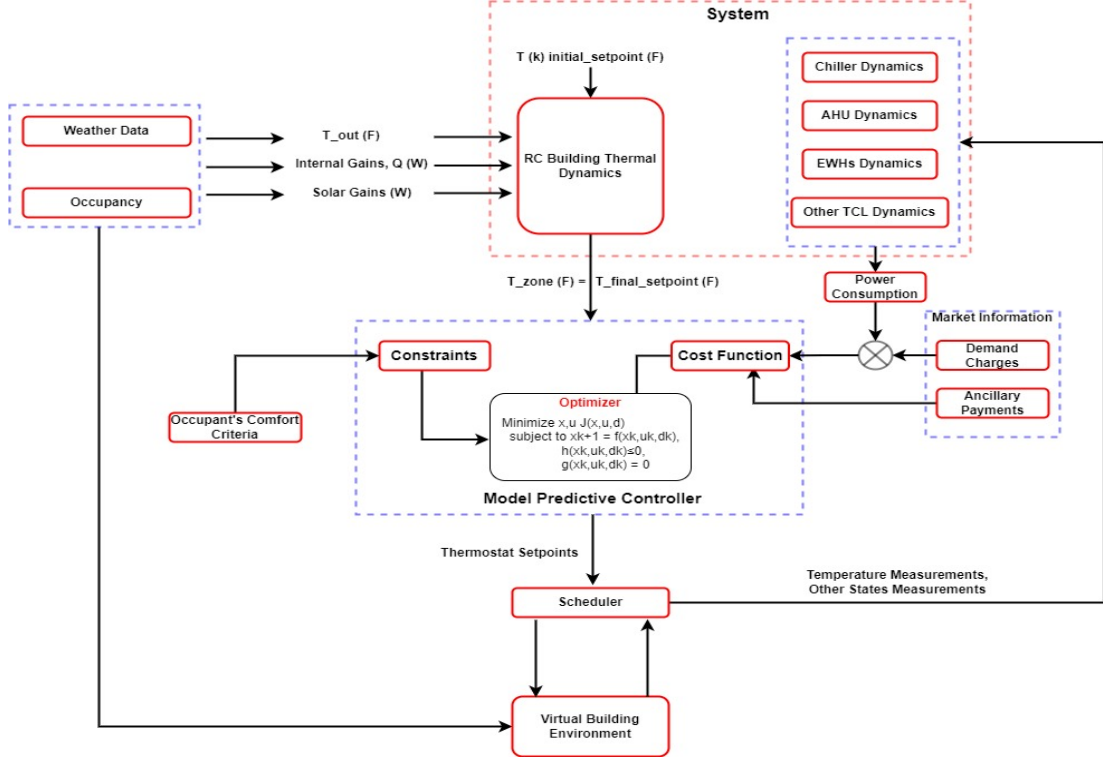 System
T (k) initial_setpoint (F)
Chiller Dynamics
AHU Dynamics
EWHs Dynamics
Other TCL Dynamics
Weather Data
Occupancy
T_out (F)
Internal Gains, Q (W)
Solar Gains (W)
RC Building Thermal
Dynamics
T_zone (F) = T_final_setpoint (F)
Power
Consumption
Market Information
Demand
Charges
Ancillary
Payments
Constraints
Cost Function
Occupant's Comfort
Criteria
Optimizer
Minimize x,u J(x,u,d)
subject to xk+1 = f(xk,uk,dk),
h(xk,uk,dk)≤0,
g(xk,uk,dk) = 0
Model Predictive Controller
Thermostat Setpoints
Scheduler
Temperature Measurements,
Other States Measurements
Virtual Building
Environment